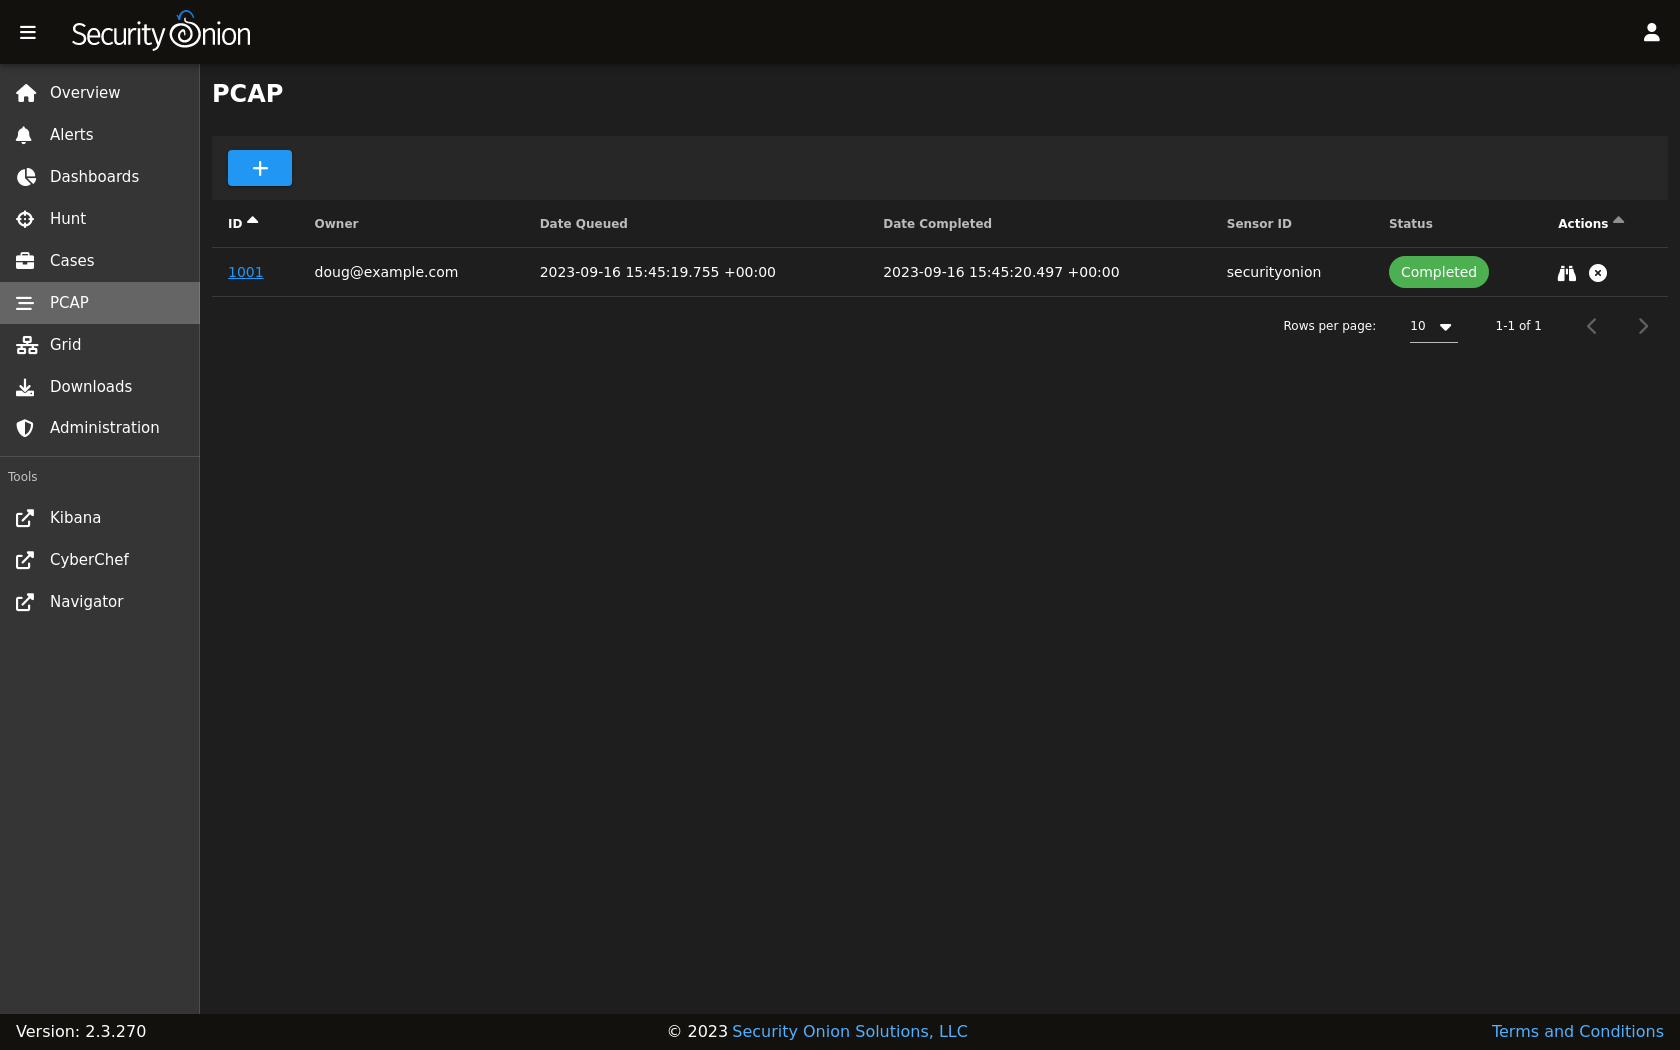 Security Onion
PCAP
Overview
Alerts
Dashboards
Hunt
Cases
PCAP
Grid
Downloads
Administration
Tools
Kibana
CyberChef
Navigator
ID Owner Date Queued Date Completed Sensor ID Status Actions
1001 doug@example.com 2023-09-16 15:45:19.755 +00:00 2023-09-16 15:45:20.497 +00:00 securityonion Completed
Rows per page: 10 1-1 of 1
Version: 2.3.270 © 2023 Security Onion Solutions, LLC Terms and Conditions